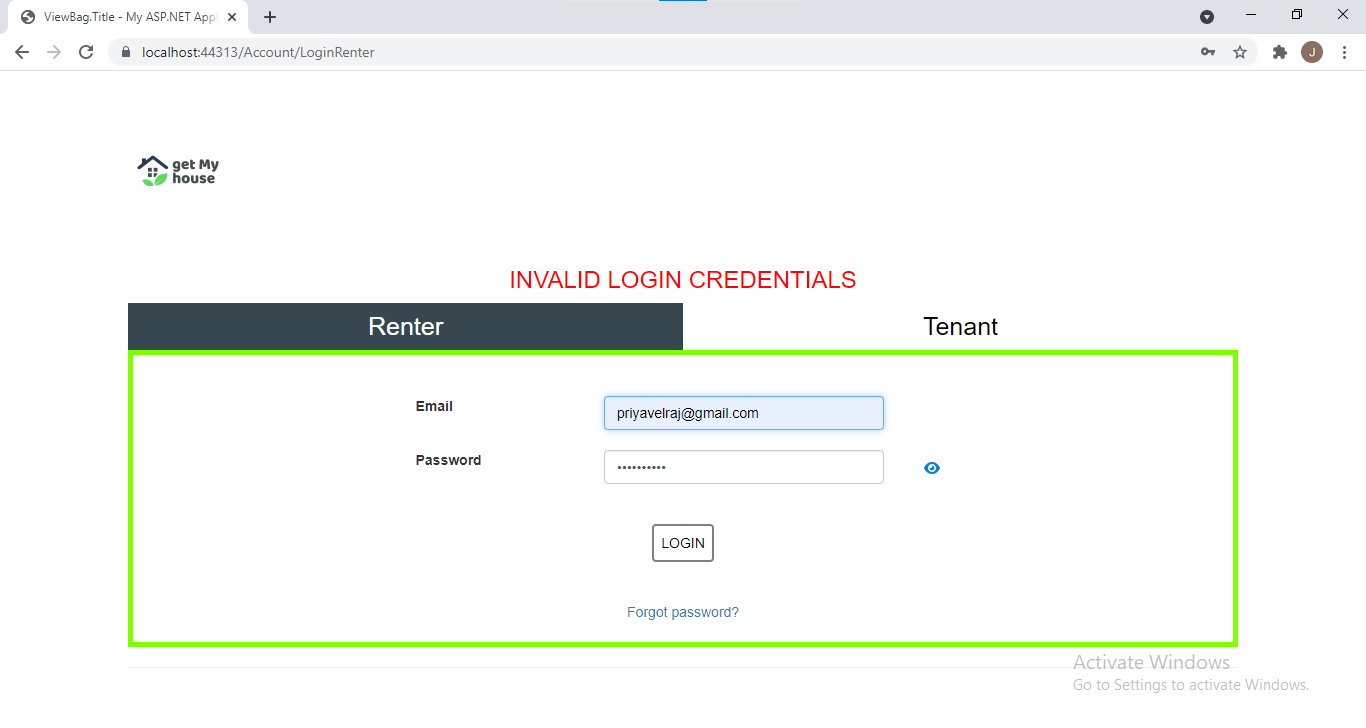 ViewBag.Title - My ASP.NET Appl
localhost:44313/Account/LoginRenter
J
get My
house
INVALID LOGIN CREDENTIALS
Renter
Tenant
Email
priyavelraj@gmail.com
Password
••••••••••
LOGIN
Forgot password?
Activate Windows
Go to Settings to activate Windows.